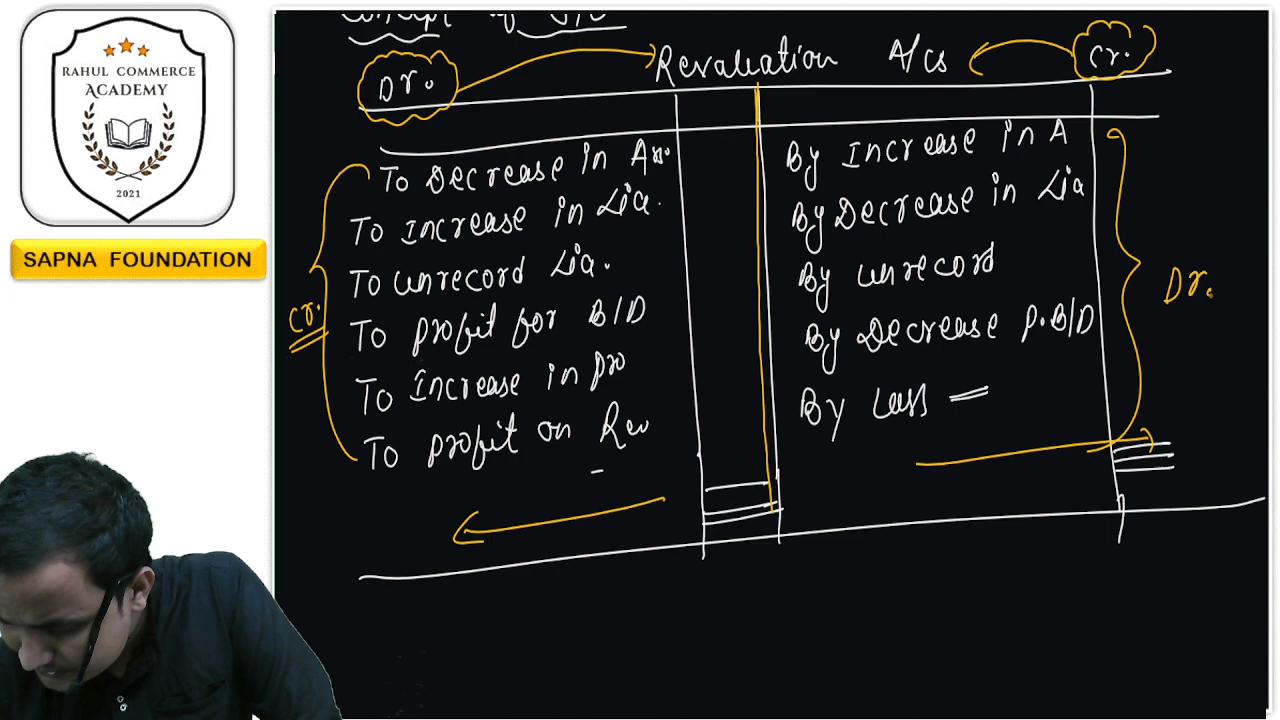 RAHUL COMMERCE
ACADEMY
2021
SAPNA FOUNDATION
Concept of
Dr. Revaluation A/cs Cr.
To Decrease in Ass.
To Increase in Lia.
To unrecord Lia.
To profit for B/D
To Increase in pro
To profit on Rev
Cr.
By Increase in A
By Decrease in Lia
By unrecord
By Decrease P.B/D
By Loss
Dr.